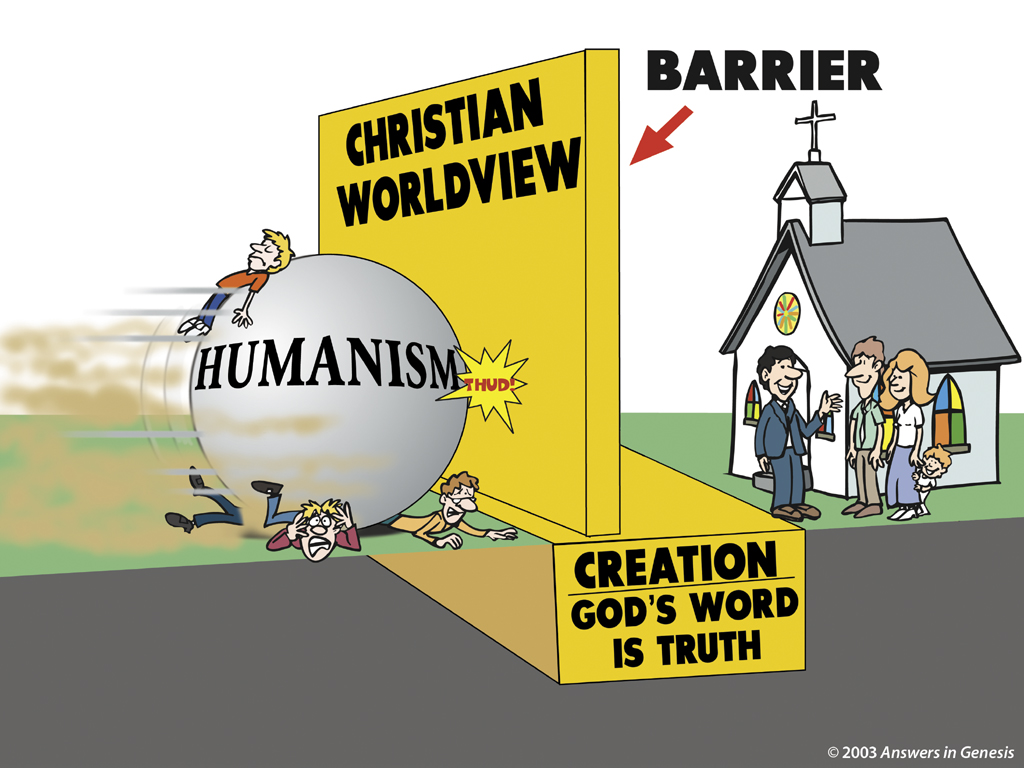 BARRIER
CHRISTIAN
WORLDVIEW
HUMANISM
THUD!
CREATION
GOD'S WORD
IS TRUTH
© 2003 Answers in Genesis